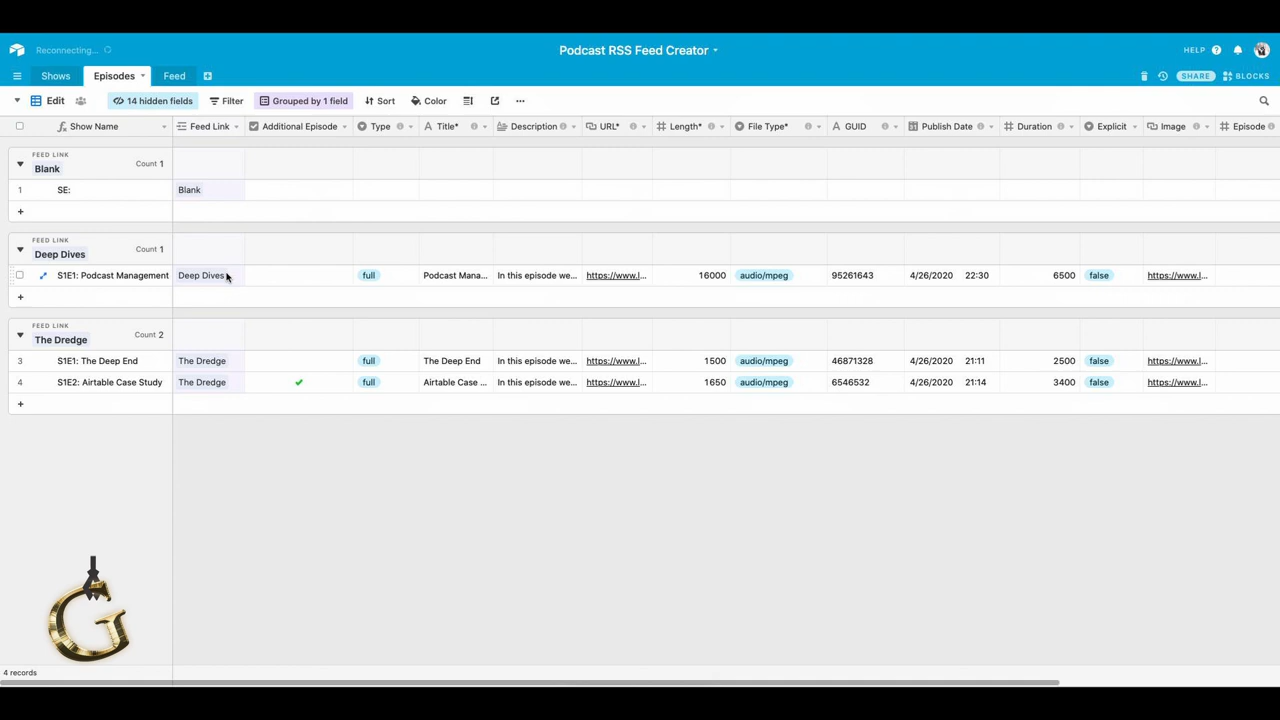 Reconnecting...
Podcast RSS Feed Creator
HELP
Shows
Episodes
Feed
SHARE
BLOCKS
Edit
14 hidden fields
Filter
Grouped by 1 field
Sort
Color
Show Name Feed Link Additional Episode Type Title* Description URL* Length* File Type* GUID Publish Date Duration Explicit Image Episode
FEED LINK
Blank Count 1
1 SE: Blank
+
FEED LINK
Deep Dives Count 1
S1E1: Podcast Management Deep Dives full Podcast Mana... In this episode we... https://www.l... 16000 audio/mpeg 95261643 4/26/2020 22:30 6500 false https://www.l...
+
FEED LINK
The Dredge Count 2
3 S1E1: The Deep End The Dredge full The Deep End In this episode we... https://www.l... 1500 audio/mpeg 46871328 4/26/2020 21:11 2500 false https://www.l...
4 S1E2: Airtable Case Study The Dredge full Airtable Case ... In this episode we... https://www.l... 1650 audio/mpeg 6546532 4/26/2020 21:14 3400 false https://www.l...
+
G
4 records